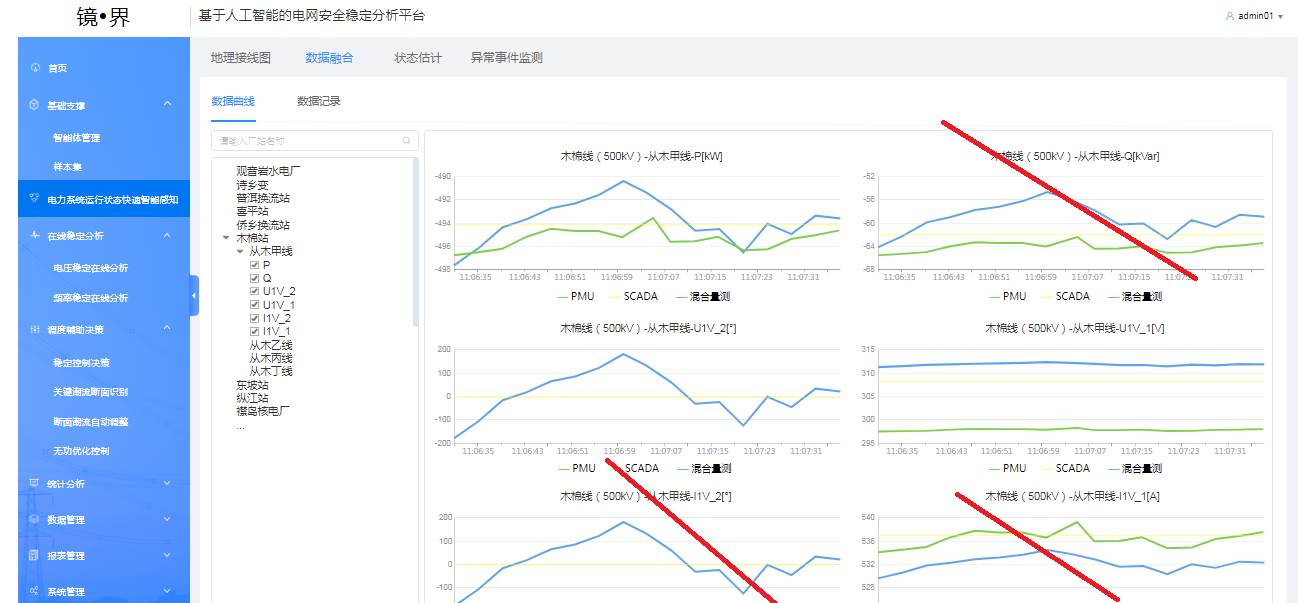 镜•界
基于人工智能的电网安全稳定分析平台
admin01
首页
基础支撑
智能体管理
样本集
电力系统运行状态快速智能感知
在线稳定分析
电压稳定在线分析
频率稳定在线分析
调度辅助决策
稳定控制决策
关键潮流断面识别
断面潮流自动调整
无功优化控制
统计分析
数据管理
报表管理
系统管理
地理接线图 数据融合 状态估计 异常事件监测
数据曲线 数据记录
请输入厂站名称
观音岩水电厂
诗乡变
普洱换流站
喜平站
侨乡换流站
木棉站
从木甲线
P
Q
U1V_2
U1V_1
I1V_2
I1V_1
从木乙线
从木丙线
从木丁线
东坡站
纵江站
襟岛核电厂
...
木棉线（500kV）-从木甲线-P[kW]
-490
-492
-494
-496
-498
11:06:35 11:06:43 11:06:51 11:06:59 11:07:07 11:07:15 11:07:23 11:07:31
PMU SCADA 混合量测
木棉线（500kV）-从木甲线-Q[kVar]
-52
-56
-60
-64
-68
11:06:35 11:06:43 11:06:51 11:06:59 11:07:07 11:07:15 11:07:31
PMU SCADA 混合量测
木棉线（500kV）-从木甲线-U1V_2[°]
200
100
0
-100
-200
11:06:35 11:06:43 11:06:51 11:06:59 11:07:07 11:07:15 11:07:23 11:07:31
PMU SCADA 混合量测
木棉线（500kV）-从木甲线-U1V_1[V]
315
310
305
300
295
11:06:35 11:06:43 11:06:51 11:06:59 11:07:07 11:07:15 11:07:23 11:07:31
PMU SCADA 混合量测
木棉线（500kV）-从木甲线-I1V_2[°]
200
100
0
-100
木棉线（500kV）-从木甲线-I1V_1[A]
540
536
532
528